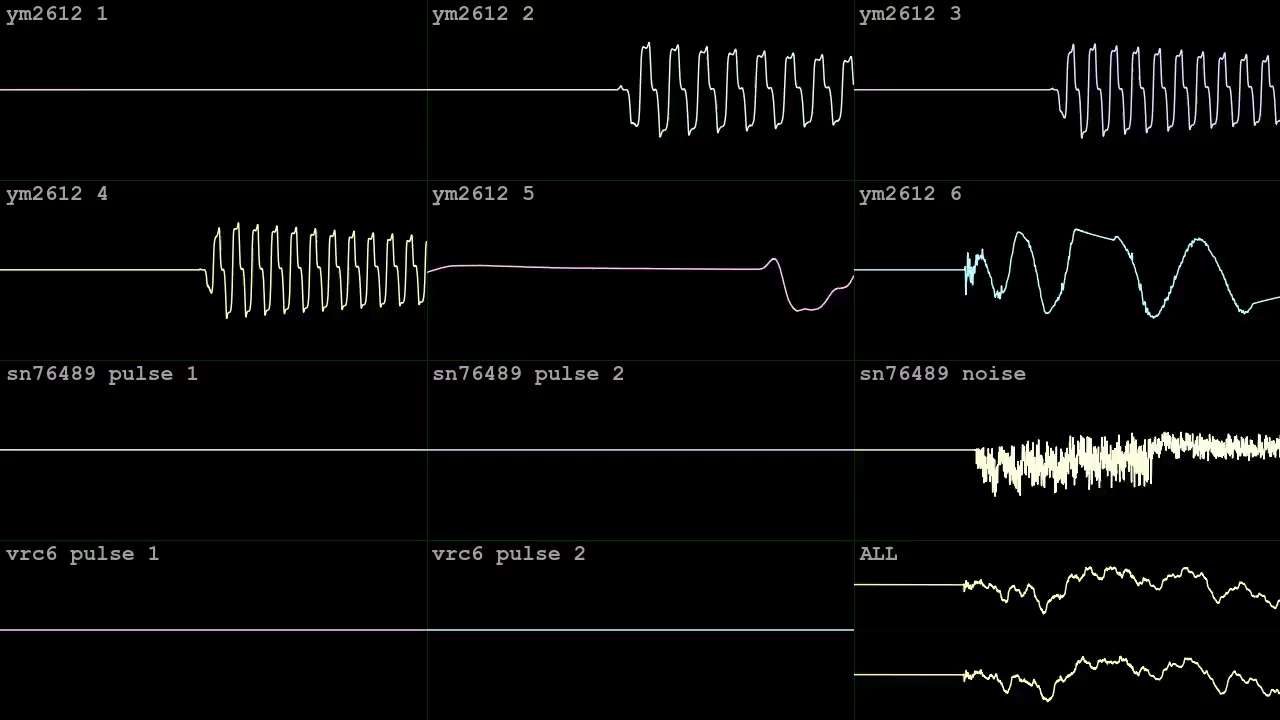 ym2612 1
ym2612 2
ym2612 3
ym2612 4
ym2612 5
ym2612 6
sn76489 pulse 1
sn76489 pulse 2
sn76489 noise
vrc6 pulse 1
vrc6 pulse 2
ALL